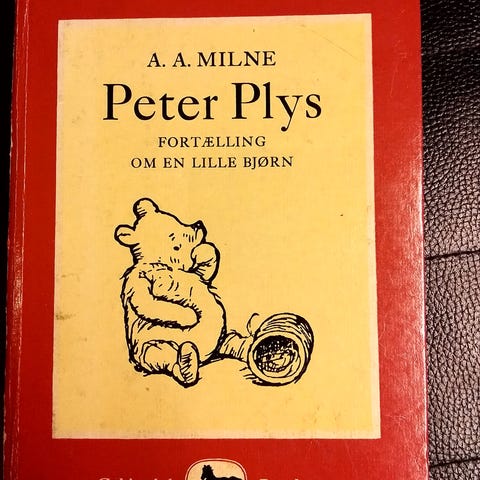 A. A. MILNE
Peter Plys
FORTÆLLING
OM EN LILLE BJØRN